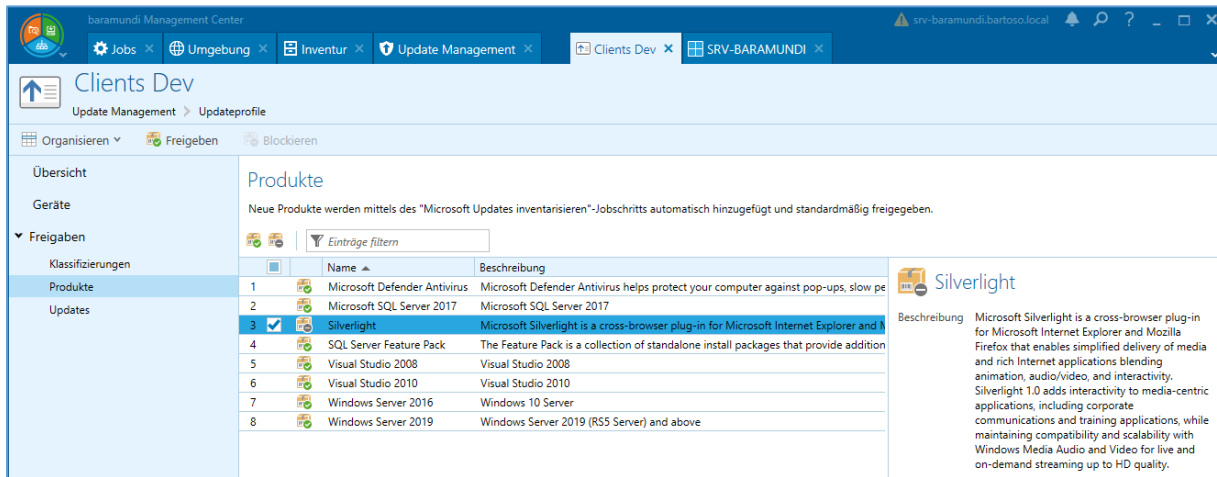 baramundi Management Center
srv-baramundi.bartoso.local
Jobs
Umgebung
Inventur
Update Management
Clients Dev
SRV-BARAMUNDI
Clients Dev
Update Management > Updateprofile
Organisieren
Freigeben
Blockieren
Übersicht
Geräte
Freigaben
Klassifizierungen
Produkte
Updates
Produkte
Neue Produkte werden mittels des "Microsoft Updates inventarisieren"-Jobschritts automatisch hinzugefügt und standardmäßig freigegeben.
Einträge filtern
Name Beschreibung
1 Microsoft Defender Antivirus Microsoft Defender Antivirus helps protect your computer against pop-ups, slow pe
2 Microsoft SQL Server 2017 Microsoft SQL Server 2017
3 Silverlight Microsoft Silverlight is a cross-browser plug-in for Microsoft Internet Explorer and M
4 SQL Server Feature Pack The Feature Pack is a collection of standalone install packages that provide addition
5 Visual Studio 2008 Visual Studio 2008
6 Visual Studio 2010 Visual Studio 2010
7 Windows Server 2016 Windows 10 Server
8 Windows Server 2019 Windows Server 2019 (RS5 Server) and above
Silverlight
Beschreibung Microsoft Silverlight is a cross-browser plug-in
for Microsoft Internet Explorer and Mozilla
Firefox that enables simplified delivery of media
and rich Internet applications blending
animation, audio/video, and interactivity.
Silverlight 1.0 adds interactivity to media-centric
applications, including corporate
communications and training applications, while
maintaining compatibility and scalability with
Windows Media Audio and Video for live and
on-demand streaming up to HD quality.